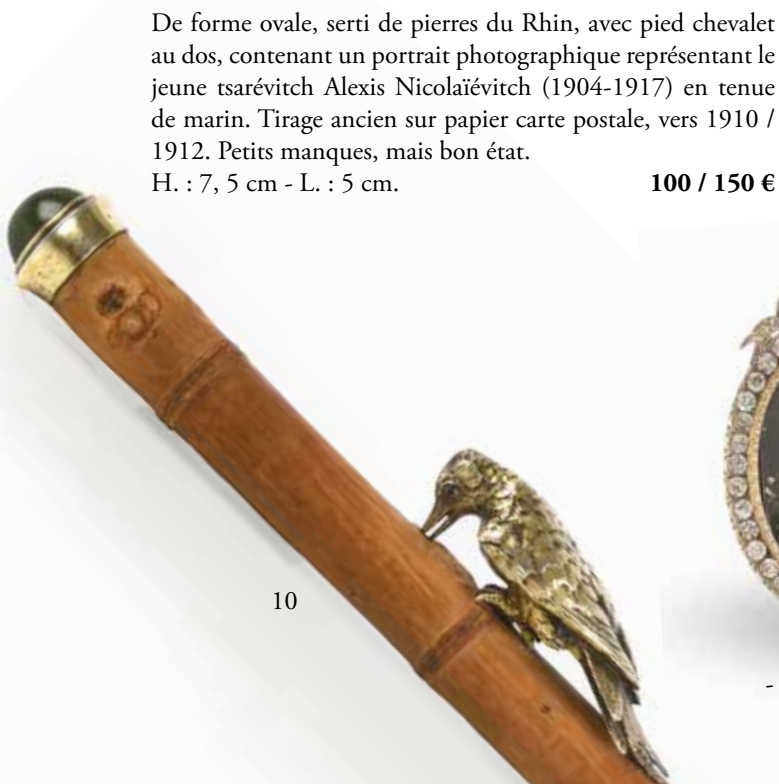 De forme ovale, serti de pierres du Rhin, avec pied chevalet
au dos, contenant un portrait photographique représentant le
jeune tsarévitch Alexis Nicolaïévitch (1904-1917) en tenue
de marin. Tirage ancien sur papier carte postale, vers 1910 /
1912. Petits manques, mais bon état.
H. : 7, 5 cm - L. : 5 cm. 100 / 150 €
10
-